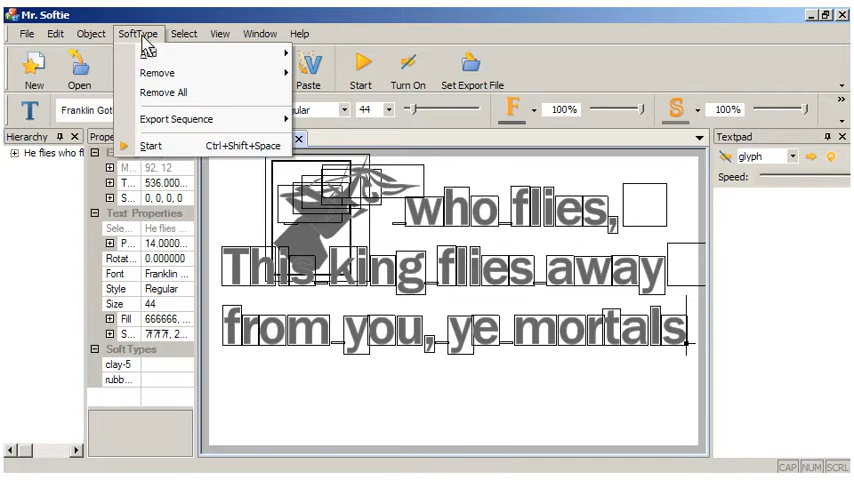 Mr. Softie
File Edit Object SoftType Select View Window Help
New Open Paste Start Turn On Set Export File
Remove
Remove All
Export Sequence
Start Ctrl+Shift+Space
T Franklin Got 44 F 100% S 100%
Hierarchy
Textpad
He flies who f
glyph
Speed:
92, 12
T... 536.000...
S... 0, 0, 0, 0
Text Properties
Sele... He flies w...
P... 14.0000...
Rotat... 0.000000
Font Franklin ...
Style Regular
Size 44
Fill 666666, ...
S... 7f7f7f, 2...
SoftTypes
clay-5
rubb...
who flies,
This king flies away
from you, ye mortals
CAP NUM SCRL